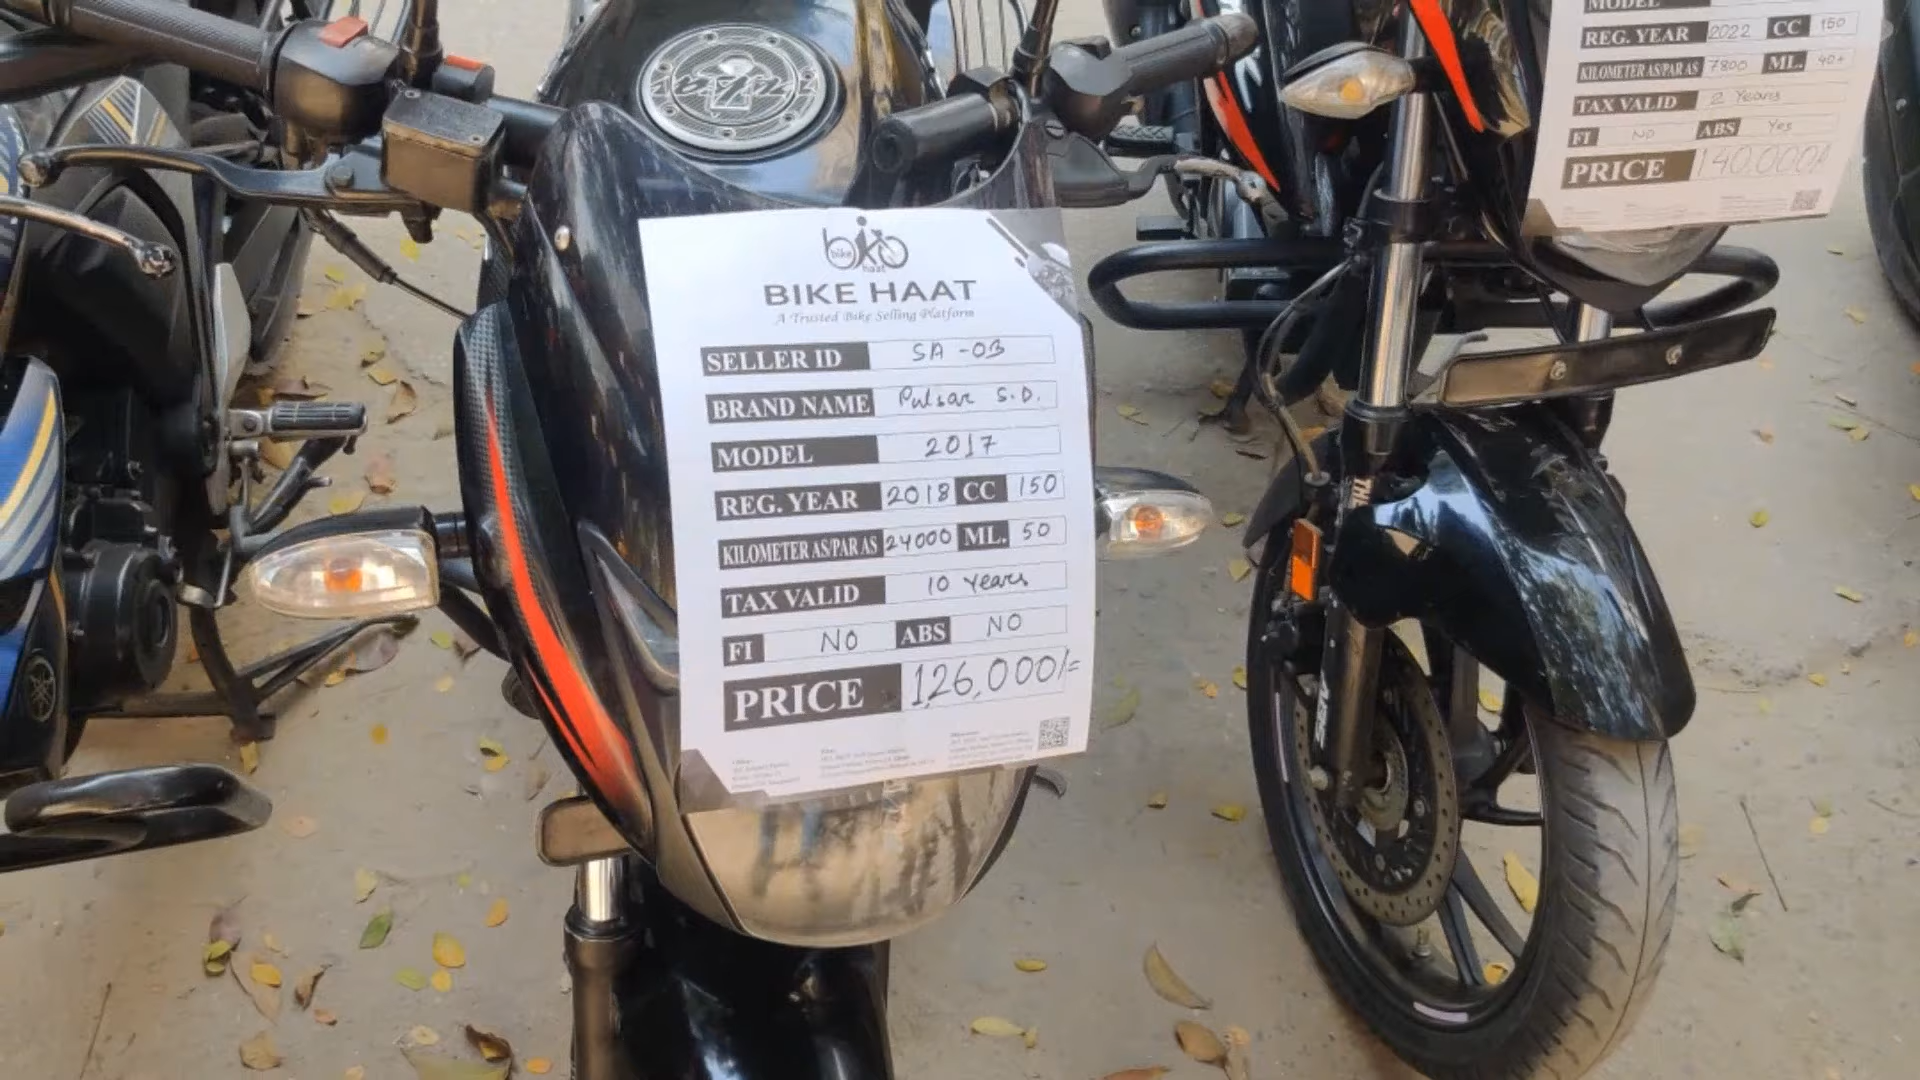 bike
haat
BIKE HAAT
A Trusted Bike Selling Platform
SELLER ID SA -03
BRAND NAME Pulsar S.D.
MODEL 2017
REG. YEAR 2018 CC 150
KILOMETER AS/PAR AS 24000 ML. 50
TAX VALID 10 Years
FI NO ABS NO
PRICE 126,000/=
MODEL
REG. YEAR 2022 CC 150
KILOMETER AS/PAR AS 7800 ML. 40+
TAX VALID 2 Years
FI NO ABS Yes
PRICE 140,000/
ABS